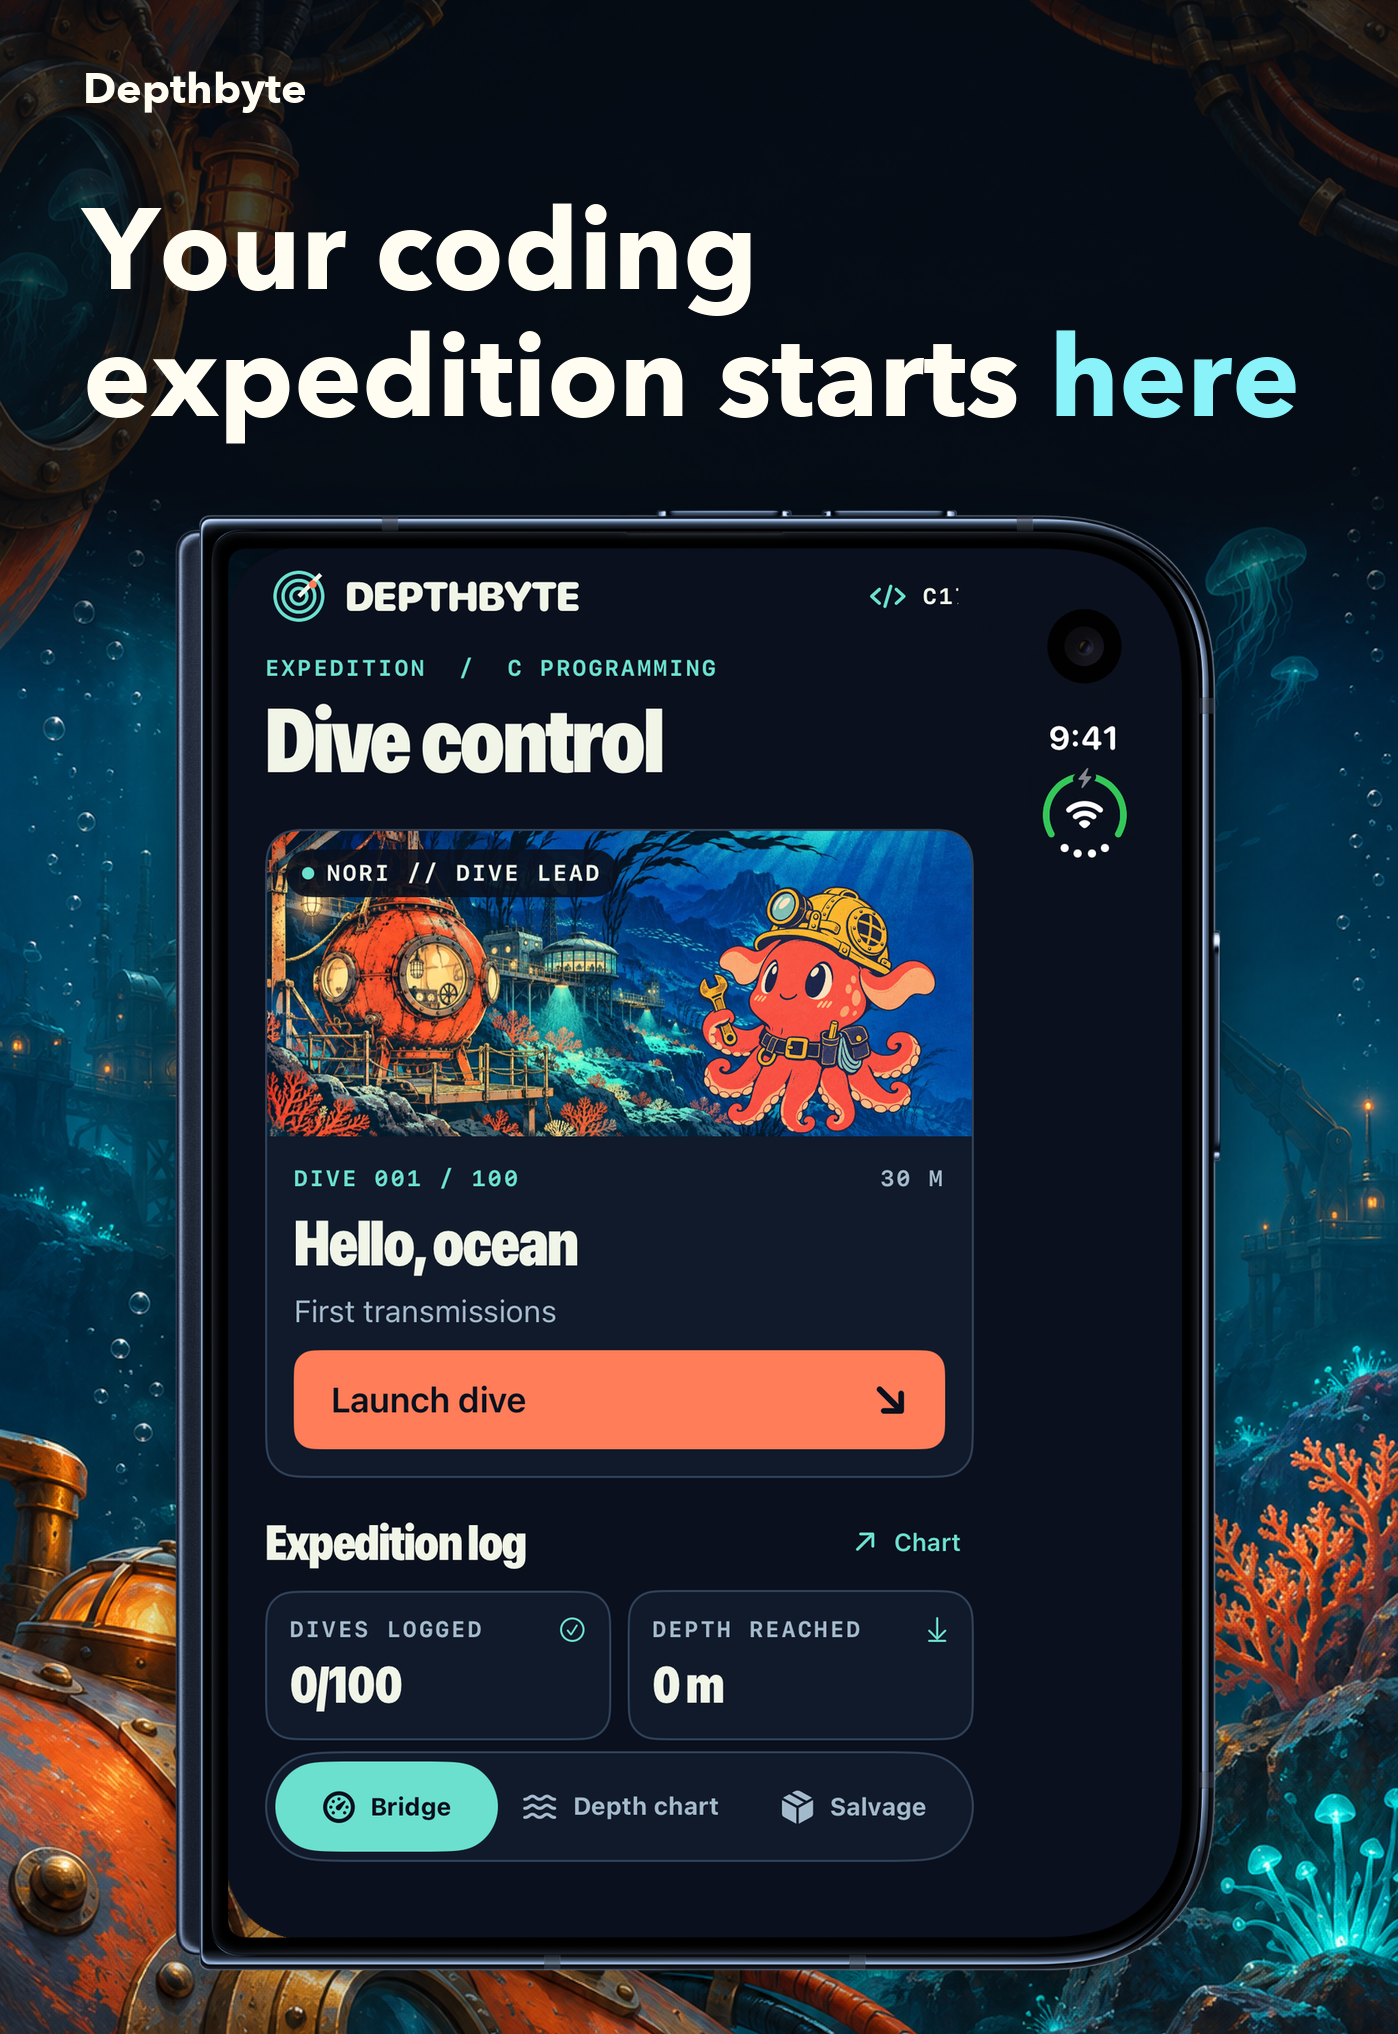 Depthbyte
Your coding
expedition starts here
DEPTHBYTE
</> C1
EXPEDITION / C PROGRAMMING
Dive control
9:41
NORI // DIVE LEAD
DIVE 001 / 100
30 M
Hello, ocean
First transmissions
Launch dive
Expedition log
Chart
DIVES LOGGED
0/100
DEPTH REACHED
0 m
Bridge
Depth chart
Salvage